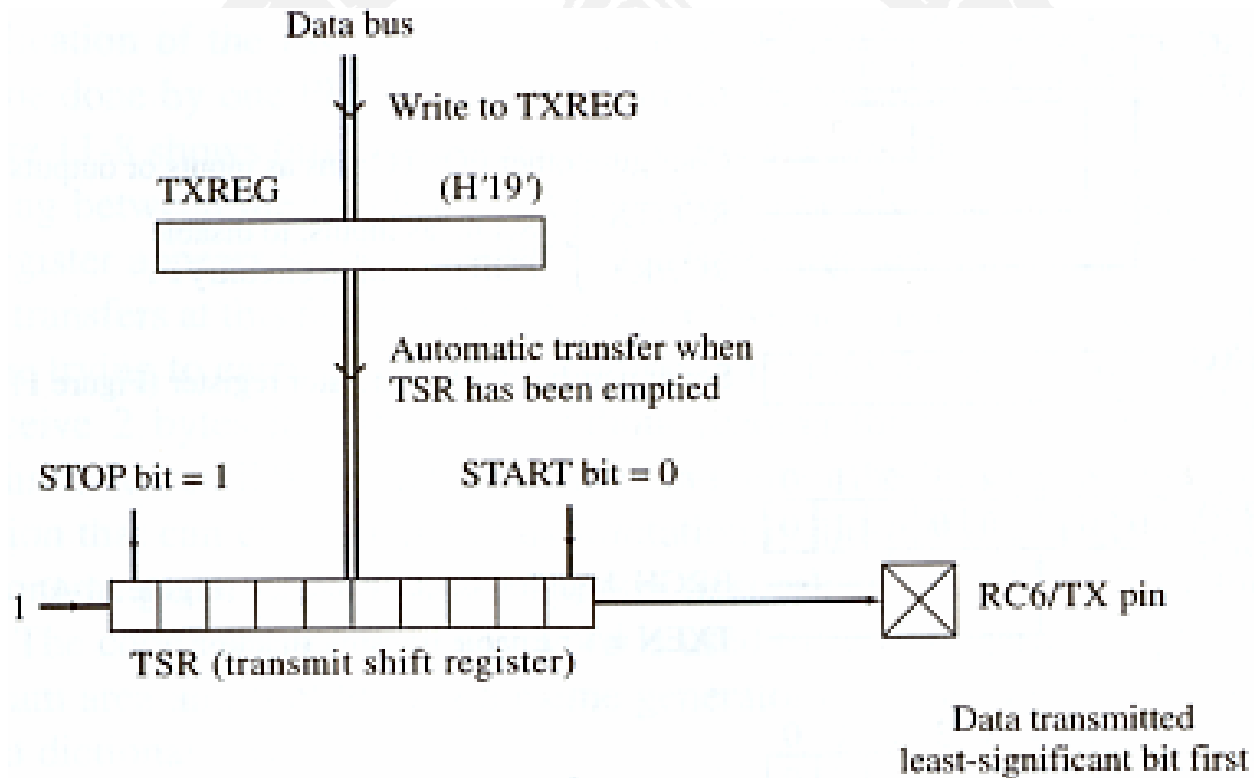 Data bus
Write to TXREG
TXREG (H'19')
Automatic transfer when
TSR has been emptied
STOP bit = 1 START bit = 0
1
RC6/TX pin
TSR (transmit shift register)
Data transmitted
least-significant bit first